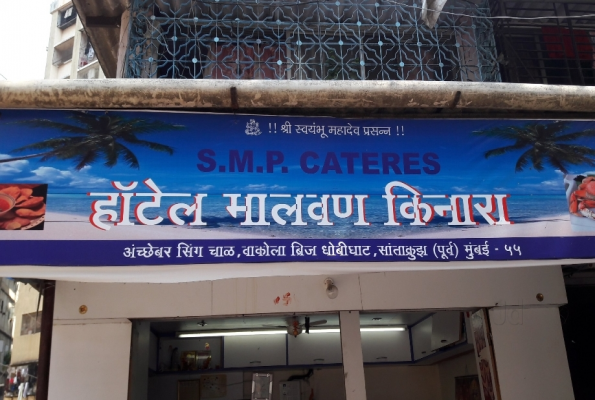 !! श्री स्वयंभू महादेव प्रसन्न !!
S.M.P. CATERES
हॉटेल मालवण किनारा
अंच्छेबर सिंग चाळ,वाकोला ब्रिज धोबीघाट,सांताक्रुझ (पूर्व) मुंबई - ५५